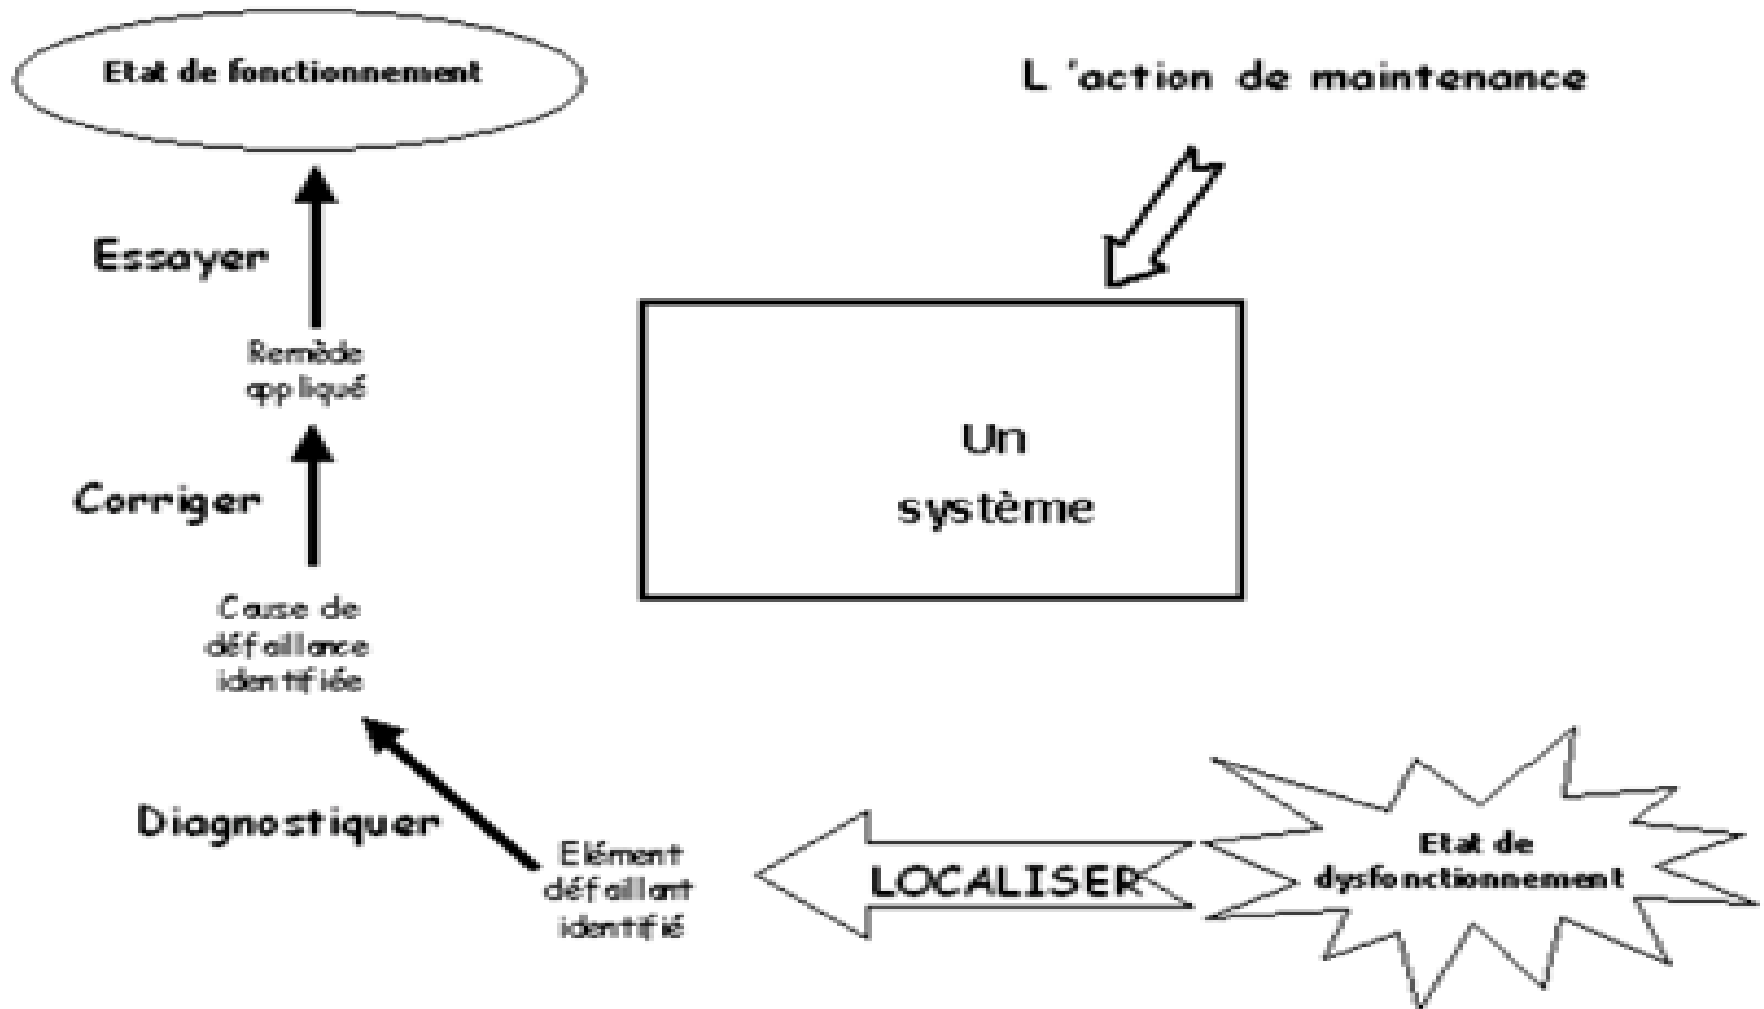 Etat de fonctionnement
L 'action de maintenance
Essayer
Remède
appliqué
Un
système
Corriger
Cause de
défaillance
identifiée
Diagnostiquer
Elément
défaillant
identifié
LOCALISER
Etat de
dysfonctionnement